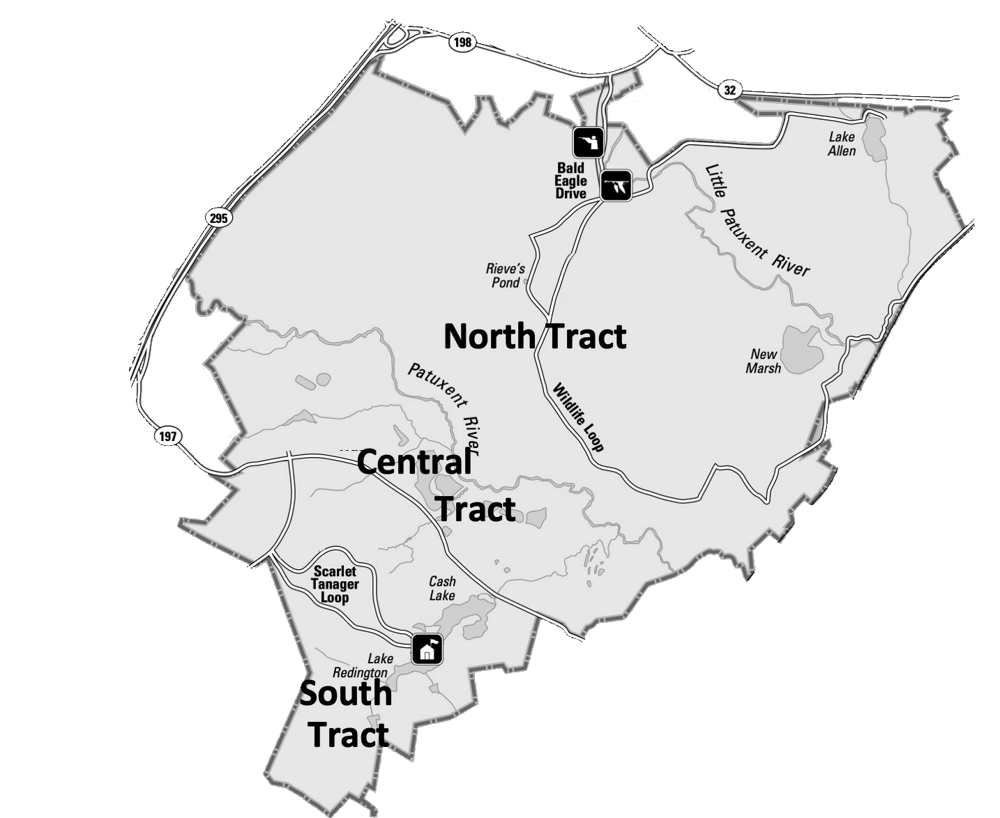 198
32
Lake
Allen
Bald
Eagle
Drive
Little Patuxent River
295
Rieve's
Pond
North Tract
New
Marsh
Patuxent River
Wildlife Loop
197
Central
Tract
Scarlet
Tanager
Loop
Cash
Lake
Lake
Redington
South
Tract